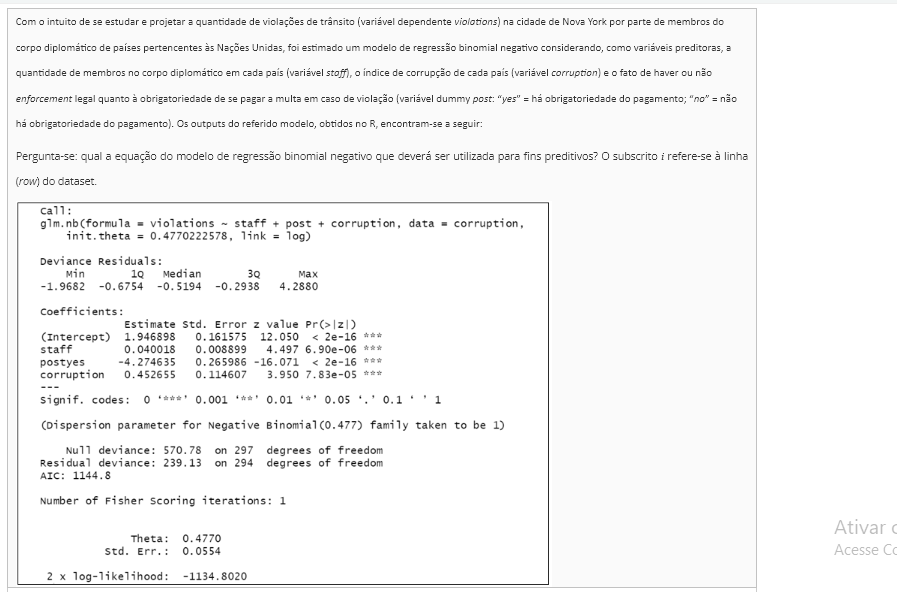 Com o intuito de se estudar e projetar a quantidade de violações de trânsito (variável dependente violations) na cidade de Nova York por parte de membros do
corpo diplomático de países pertencentes às Nações Unidas, foi estimado um modelo de regressão binomial negativo considerando, como variáveis preditoras, a
quantidade de membros no corpo diplomático em cada país (variável staff), o índice de corrupção de cada país (variável corruption) e o fato de haver ou não
enforcement legal quanto à obrigatoriedade de se pagar a multa em caso de violação (variável dummy post: "yes" = há obrigatoriedade do pagamento; "no" = não
há obrigatoriedade do pagamento). Os outputs do referido modelo, obtidos no R, encontram-se a seguir:
Pergunta-se: qual a equação do modelo de regressão binomial negativo que deverá ser utilizada para fins preditivos? O subscrito i refere-se à linha
(row) do dataset.
Call:
glm.nb(formula = violations ~ staff + post + corruption, data = corruption,
init.theta = 0.4770222578, link = log)
Deviance Residuals:
Min 1Q Median 3Q Max
-1.9682 -0.6754 -0.5194 -0.2938 4.2880
Coefficients:
Estimate Std. Error z value Pr(>|z|)
(Intercept) 1.946898 0.161575 12.050 < 2e-16 ***
staff 0.040018 0.008899 4.497 6.90e-06 ***
postyes -4.274635 0.265986 -16.071 < 2e-16 ***
corruption 0.452655 0.114607 3.950 7.83e-05 ***
---
Signif. codes: 0 '***' 0.001 '**' 0.01 '*' 0.05 '.' 0.1 ' ' 1
(Dispersion parameter for Negative Binomial(0.477) family taken to be 1)
Null deviance: 570.78 on 297 degrees of freedom
Residual deviance: 239.13 on 294 degrees of freedom
AIC: 1144.8
Number of Fisher Scoring iterations: 1
Theta: 0.4770
Std. Err.: 0.0554
2 x log-likelihood: -1134.8020
Ativar
Acesse